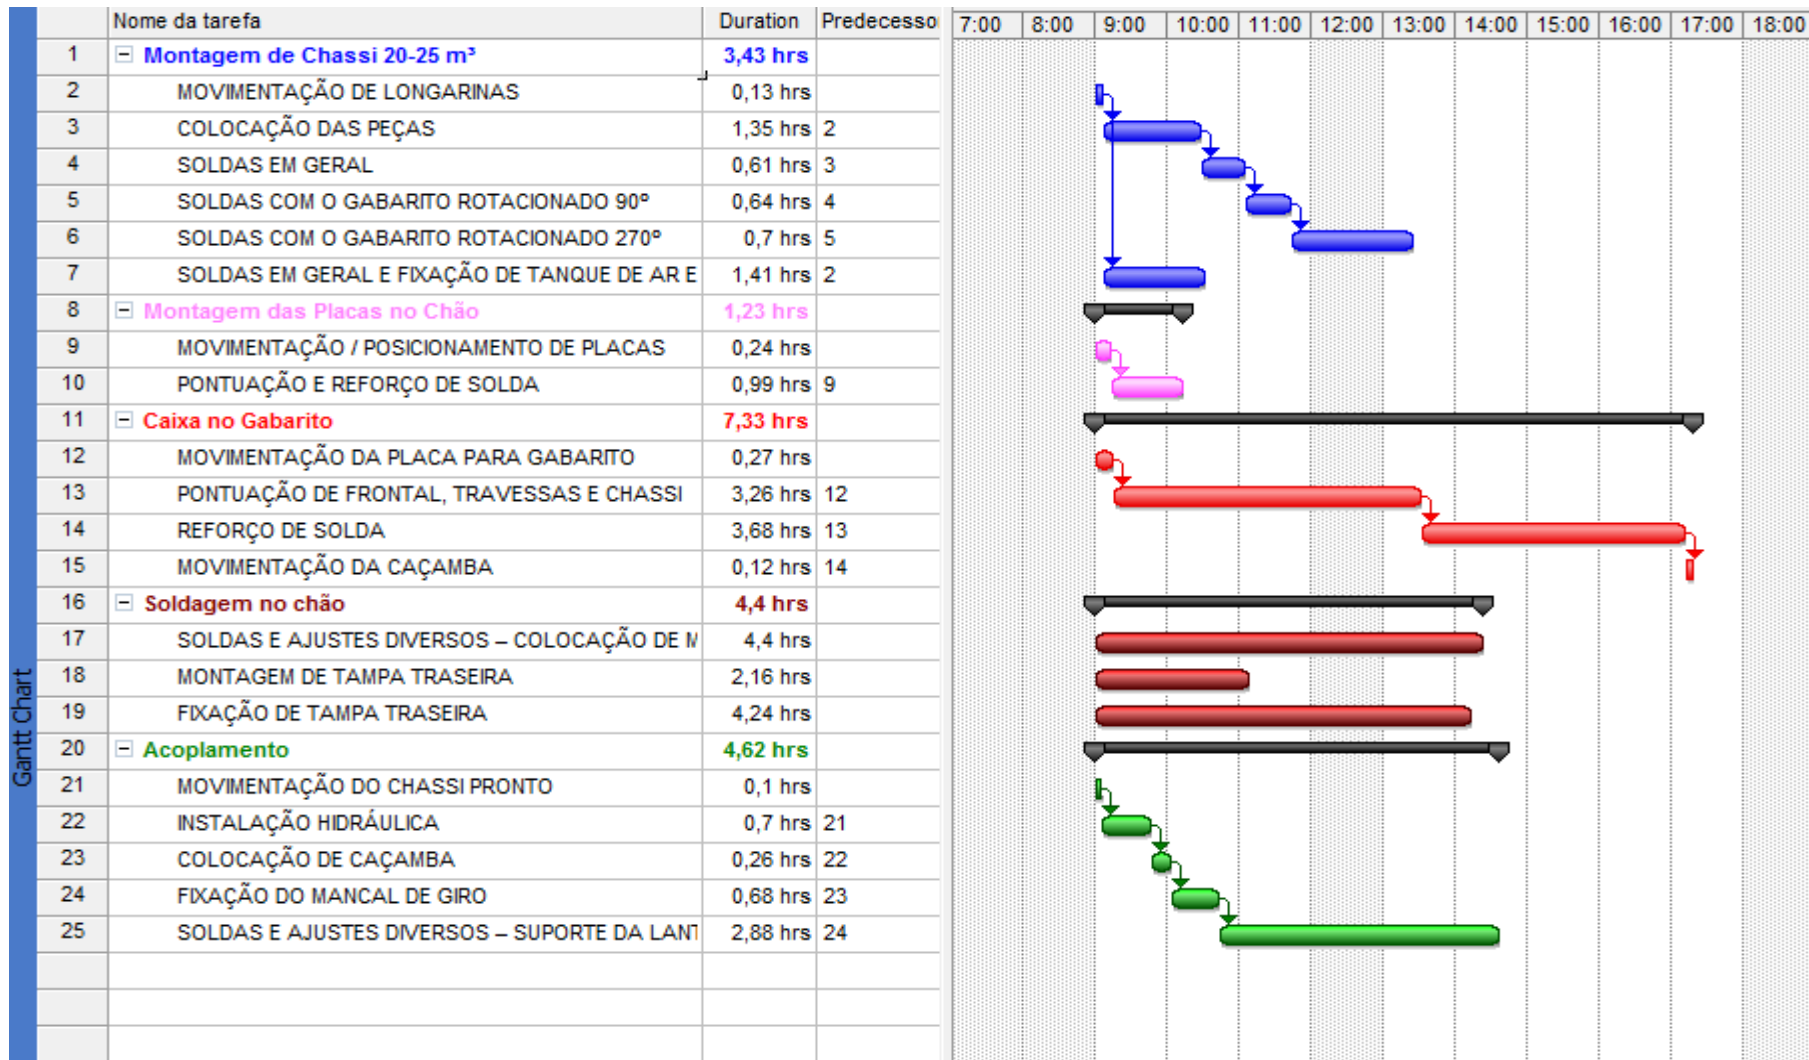 Nome da tarefa Duration Predecesso 7:00 8:00 9:00 10:00 11:00 12:00 13:00 14:00 15:00 16:00 17:00 18:00
1 Montagem de Chassi 20-25 m³ 3,43 hrs
2 MOVIMENTAÇÃO DE LONGARINAS 0,13 hrs
3 COLOCAÇÃO DAS PEÇAS 1,35 hrs 2
4 SOLDAS EM GERAL 0,61 hrs 3
5 SOLDAS COM O GABARITO ROTACIONADO 90º 0,64 hrs 4
6 SOLDAS COM O GABARITO ROTACIONADO 270º 0,7 hrs 5
7 SOLDAS EM GERAL E FIXAÇÃO DE TANQUE DE AR E 1,41 hrs 2
8 Montagem das Placas no Chão 1,23 hrs
9 MOVIMENTAÇÃO / POSICIONAMENTO DE PLACAS 0,24 hrs
10 PONTUAÇÃO E REFORÇO DE SOLDA 0,99 hrs 9
11 Caixa no Gabarito 7,33 hrs
12 MOVIMENTAÇÃO DA PLACA PARA GABARITO 0,27 hrs
13 PONTUAÇÃO DE FRONTAL, TRAVESSAS E CHASSI 3,26 hrs 12
14 REFORÇO DE SOLDA 3,68 hrs 13
15 MOVIMENTAÇÃO DA CAÇAMBA 0,12 hrs 14
16 Soldagem no chão 4,4 hrs
17 SOLDAS E AJUSTES DIVERSOS – COLOCAÇÃO DE 4,4 hrs
18 MONTAGEM DE TAMPA TRASEIRA 2,16 hrs
19 FIXAÇÃO DE TAMPA TRASEIRA 4,24 hrs
20 Acoplamento 4,62 hrs
21 MOVIMENTAÇÃO DO CHASSI PRONTO 0,1 hrs
22 INSTALAÇÃO HIDRÁULICA 0,7 hrs 21
23 COLOCAÇÃO DE CAÇAMBA 0,26 hrs 22
24 FIXAÇÃO DO MANCAL DE GIRO 0,68 hrs 23
25 SOLDAS E AJUSTES DIVERSOS – SUPORTE DA LAN 2,88 hrs 24
Gantt Chart